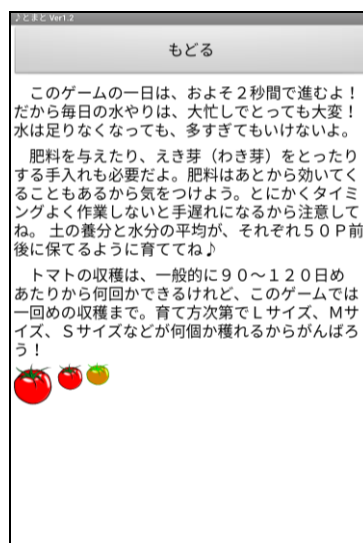 ♪とまと Ver1.2
もどる
　このゲームの一日は、およそ２秒間で進むよ！
だから毎日の水やりは、大忙しでとっても大変！
水は足りなくなっても、多すぎてもいけないよ。
　肥料を与えたり、えき芽（わき芽）をとったり
する手入れも必要だよ。肥料はあとから効いてく
ることもあるから気をつけよう。とにかくタイミ
ングよく作業しないと手遅れになるから注意して
ね。 土の養分と水分の平均が、それぞれ５０Ｐ前
後に保てるように育ててね♪
　トマトの収穫は、一般的に９０〜１２０日め
あたりから何回かできるけれど、このゲームでは
一回めの収穫まで。育て方次第でＬサイズ、Ｍサ
イズ、Ｓサイズなどが何個か穫れるからがんばろ
う！